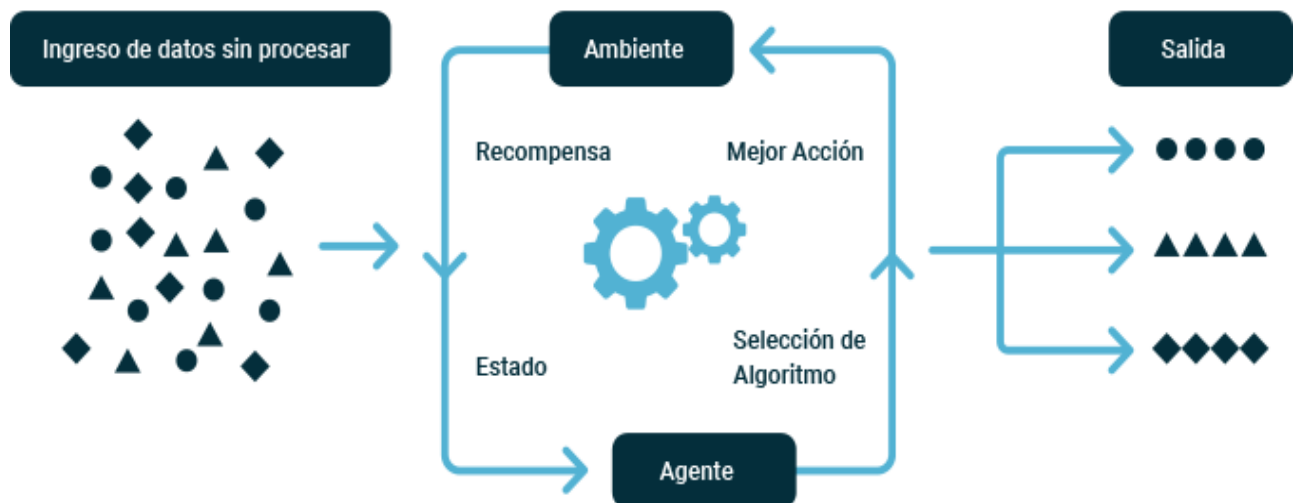 Ingreso de datos sin procesar
Ambiente
Salida
Recompensa
Mejor Acción
Estado
Selección de
Algoritmo
Agente